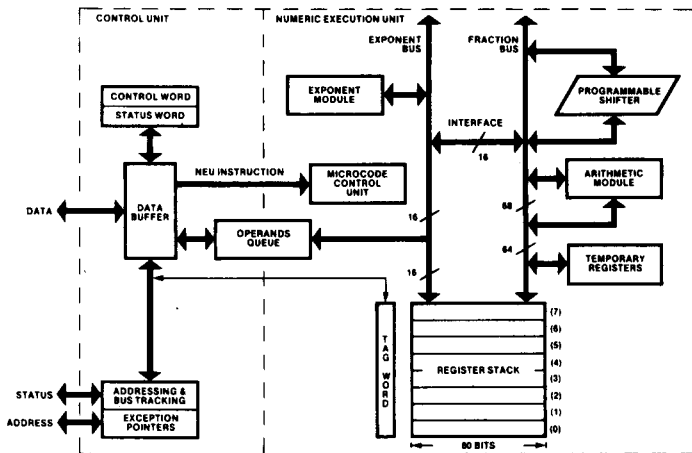 CONTROL UNIT
NUMERIC EXECUTION UNIT
EXPONENT
BUS
FRACTION
BUS
EXPONENT
MODULE
PROGRAMMABLE
SHIFTER
CONTROL WORD
STATUS WORD
INTERFACE
16
NEU INSTRUCTION
MICROCODE
CONTROL
UNIT
ARITHMETIC
MODULE
DATA
DATA
BUFFER
OPERANDS
QUEUE
16
68
64
TEMPORARY
REGISTERS
16
TAG WORD
REGISTER STACK
(7)
(6)
(5)
(4)
(3)
(2)
(1)
(0)
STATUS
ADDRESSING &
BUS TRACKING
ADDRESS
EXCEPTION
POINTERS
80 BITS